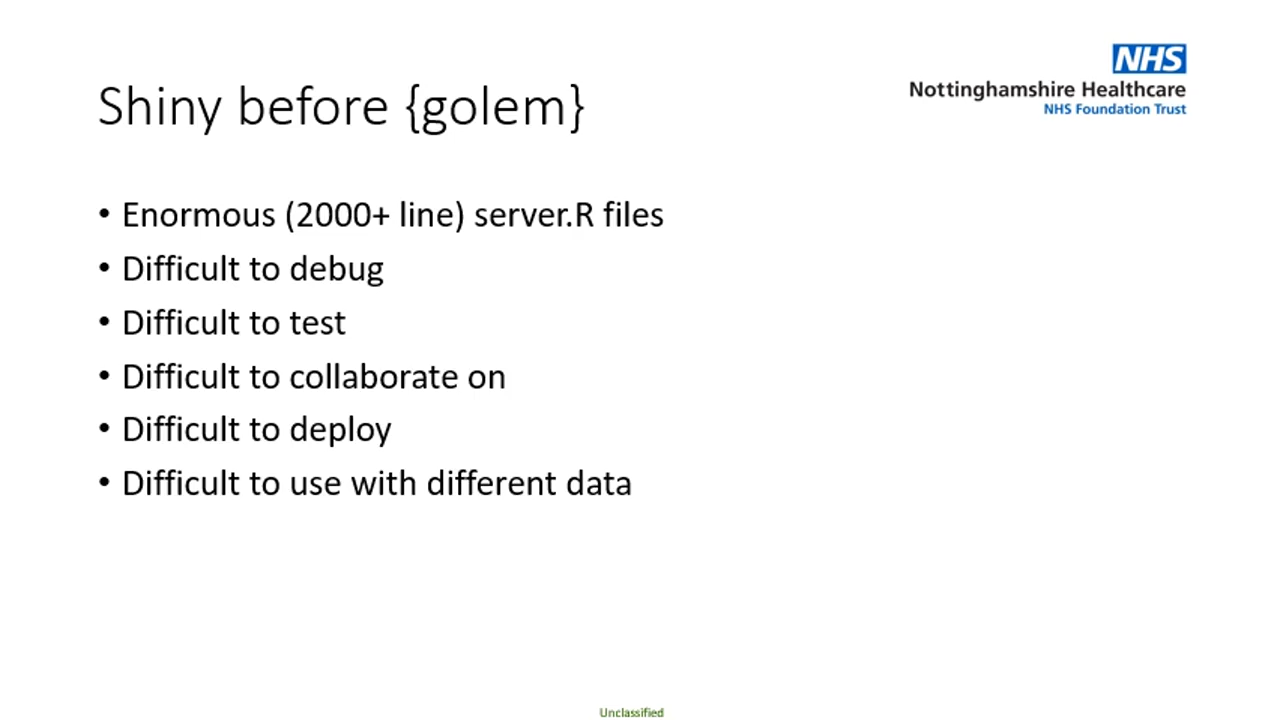 NHS
Nottinghamshire Healthcare
NHS Foundation Trust
Shiny before {golem}
• Enormous (2000+ line) server.R files
• Difficult to debug
• Difficult to test
• Difficult to collaborate on
• Difficult to deploy
• Difficult to use with different data
Unclassified